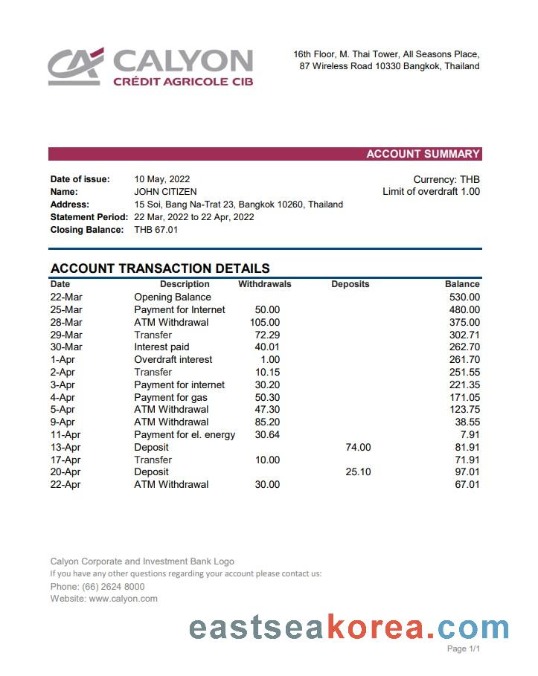 CALYON
CRÉDIT AGRICOLE CIB
16th Floor, M. Thai Tower, All Seasons Place,
87 Wireless Road 10330 Bangkok, Thailand
ACCOUNT SUMMARY
Date of issue: 10 May, 2022
Currency: THB
Name: JOHN CITIZEN
Limit of overdraft 1.00
Address: 15 Soi, Bang Na-Trat 23, Bangkok 10260, Thailand
Statement Period: 22 Mar, 2022 to 22 Apr, 2022
Closing Balance: THB 67.01
ACCOUNT TRANSACTION DETAILS
Date Description Withdrawals Deposits Balance
22-Mar Opening Balance 530.00
25-Mar Payment for Internet 50.00 480.00
28-Mar ATM Withdrawal 105.00 375.00
29-Mar Transfer 72.29 302.71
30-Mar Interest paid 40.01 262.70
1-Apr Overdraft interest 1.00 261.70
2-Apr Transfer 10.15 251.55
3-Apr Payment for internet 30.20 221.35
4-Apr Payment for gas 50.30 171.05
5-Apr ATM Withdrawal 47.30 123.75
9-Apr ATM Withdrawal 85.20 38.55
11-Apr Payment for el. energy 30.64 7.91
13-Apr Deposit 74.00 81.91
17-Apr Transfer 10.00 71.91
20-Apr Deposit 25.10 97.01
22-Apr ATM Withdrawal 30.00 67.01
Calyon Corporate and Investment Bank Logo
If you have any other questions regarding your account please contact us:
Phone: (66) 2624 8000
Website: www.calyon.com
eastseakorea.com
Page 1/1